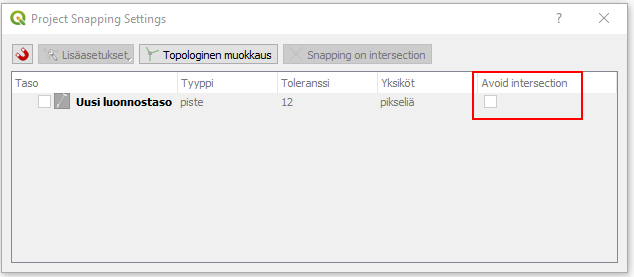 Project Snapping Settings
Lisäasetukset Topologinen muokkaus Snapping on intersection
Taso Tyyppi Toleranssi Yksiköt Avoid intersection
Uusi luonnostaso piste 12 pikseliä